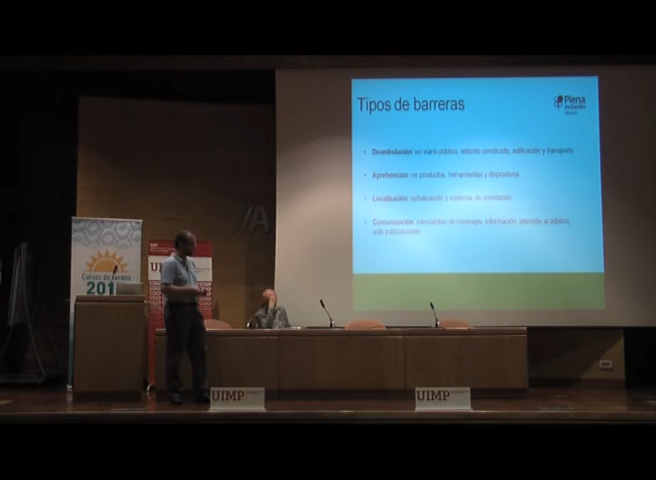 Tipos de barreras
Plena
inclusión
Madrid
• Deambulación: en viario público, entorno construido, edificación y transporte
• Aprehensión: en productos, herramientas y dispositivos
• Localización: señalización y sistemas de orientación
• Comunicación: intercambio de mensajes, información, atención al público,
web publicaciones
Cursos de Verano
201
UIMP
UIMP